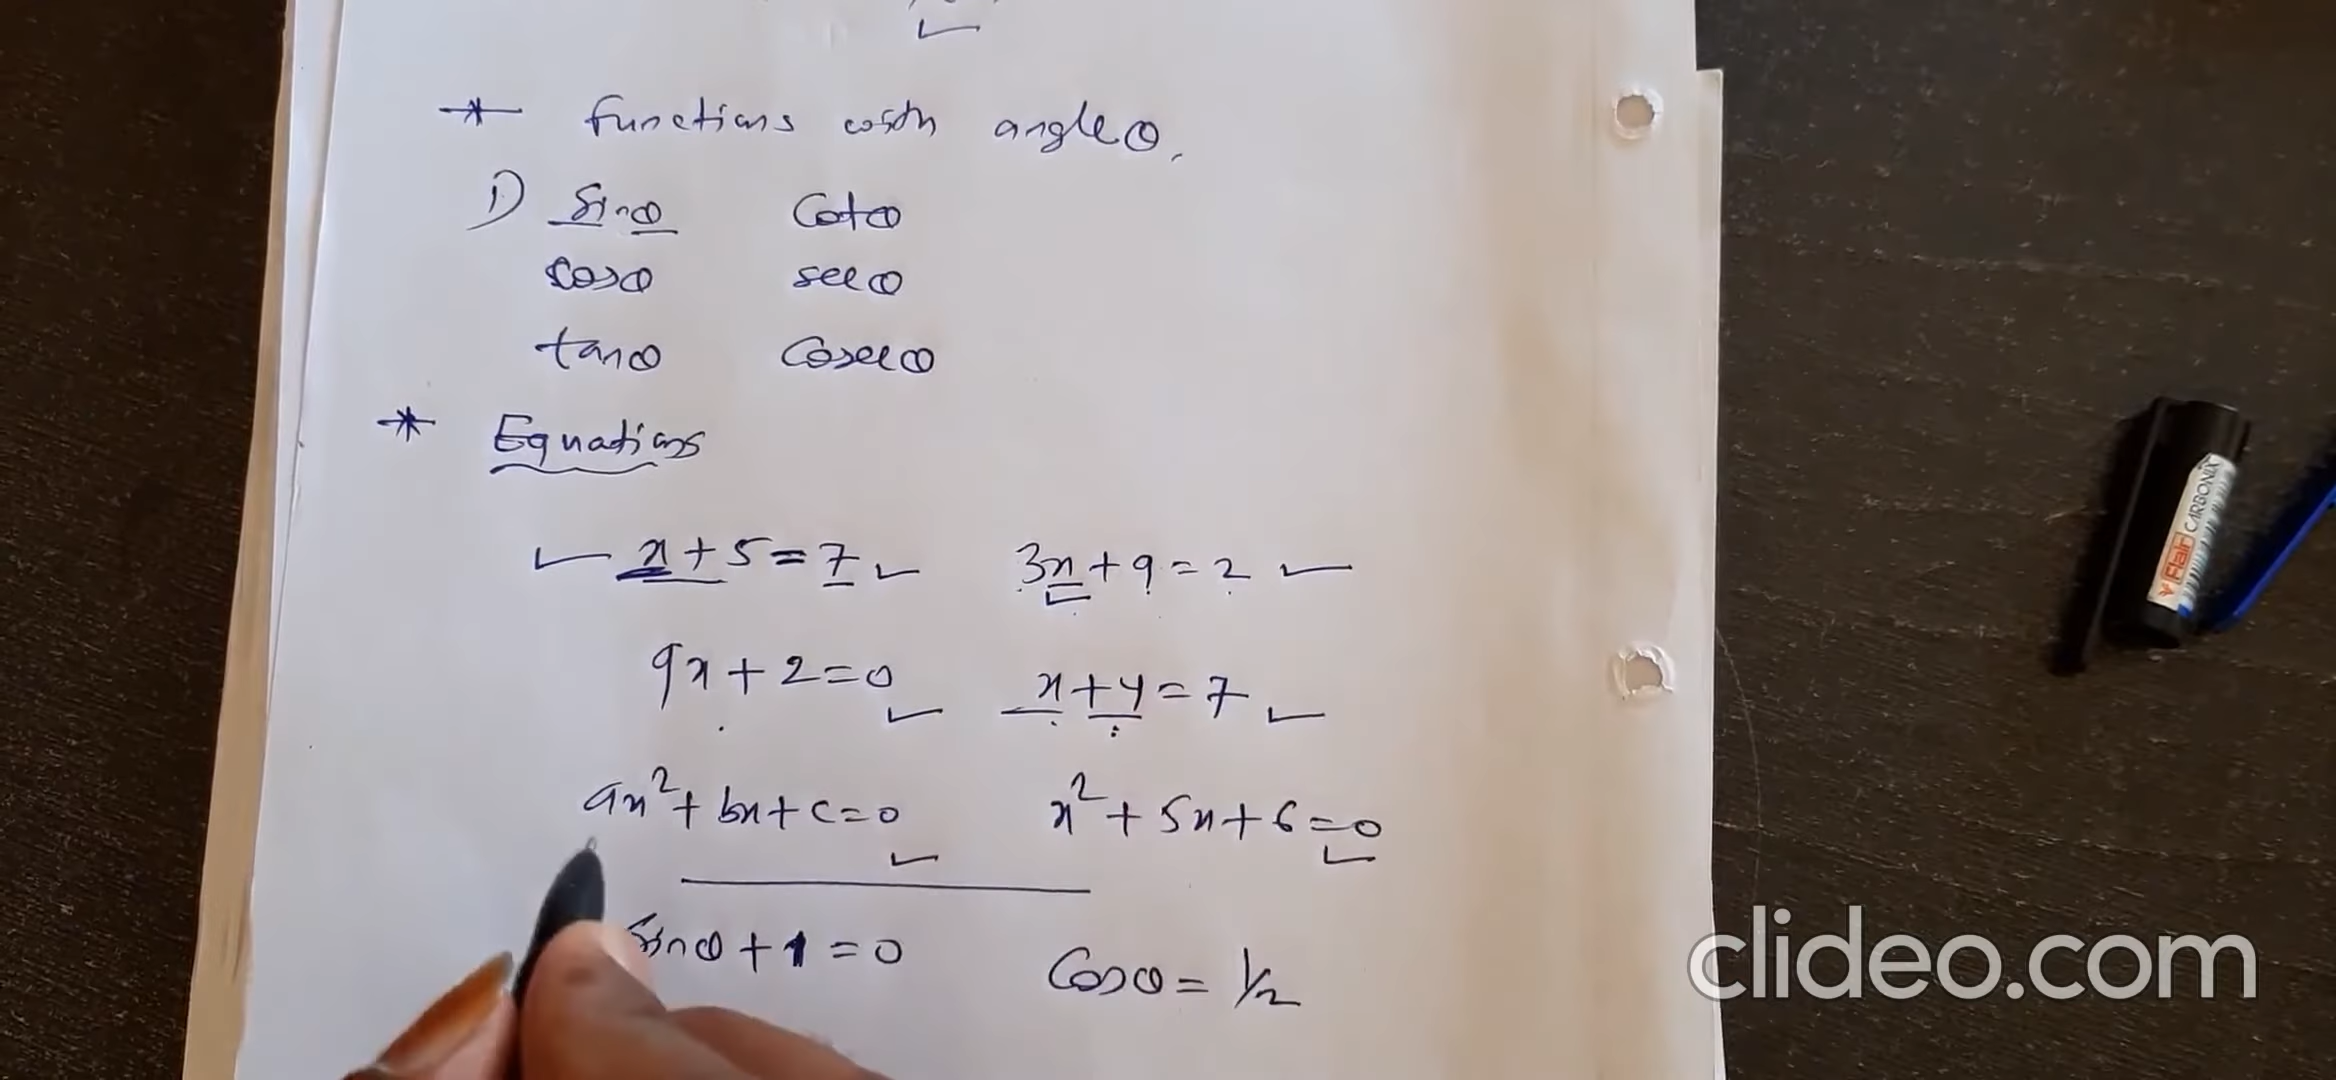 * Functions with angle θ.
1) Sinθ Cotθ
Cosθ secθ
tanθ Cosecθ
* Equations
x + 5 = 7 3x + 9 = 2
9x + 2 = 0 x + y = 7
ax² + bx + c = 0 x² + 5x + 6 = 0
Sinθ + 1 = 0 Cosθ = 1/2
Flair CARBONIX
clideo.com